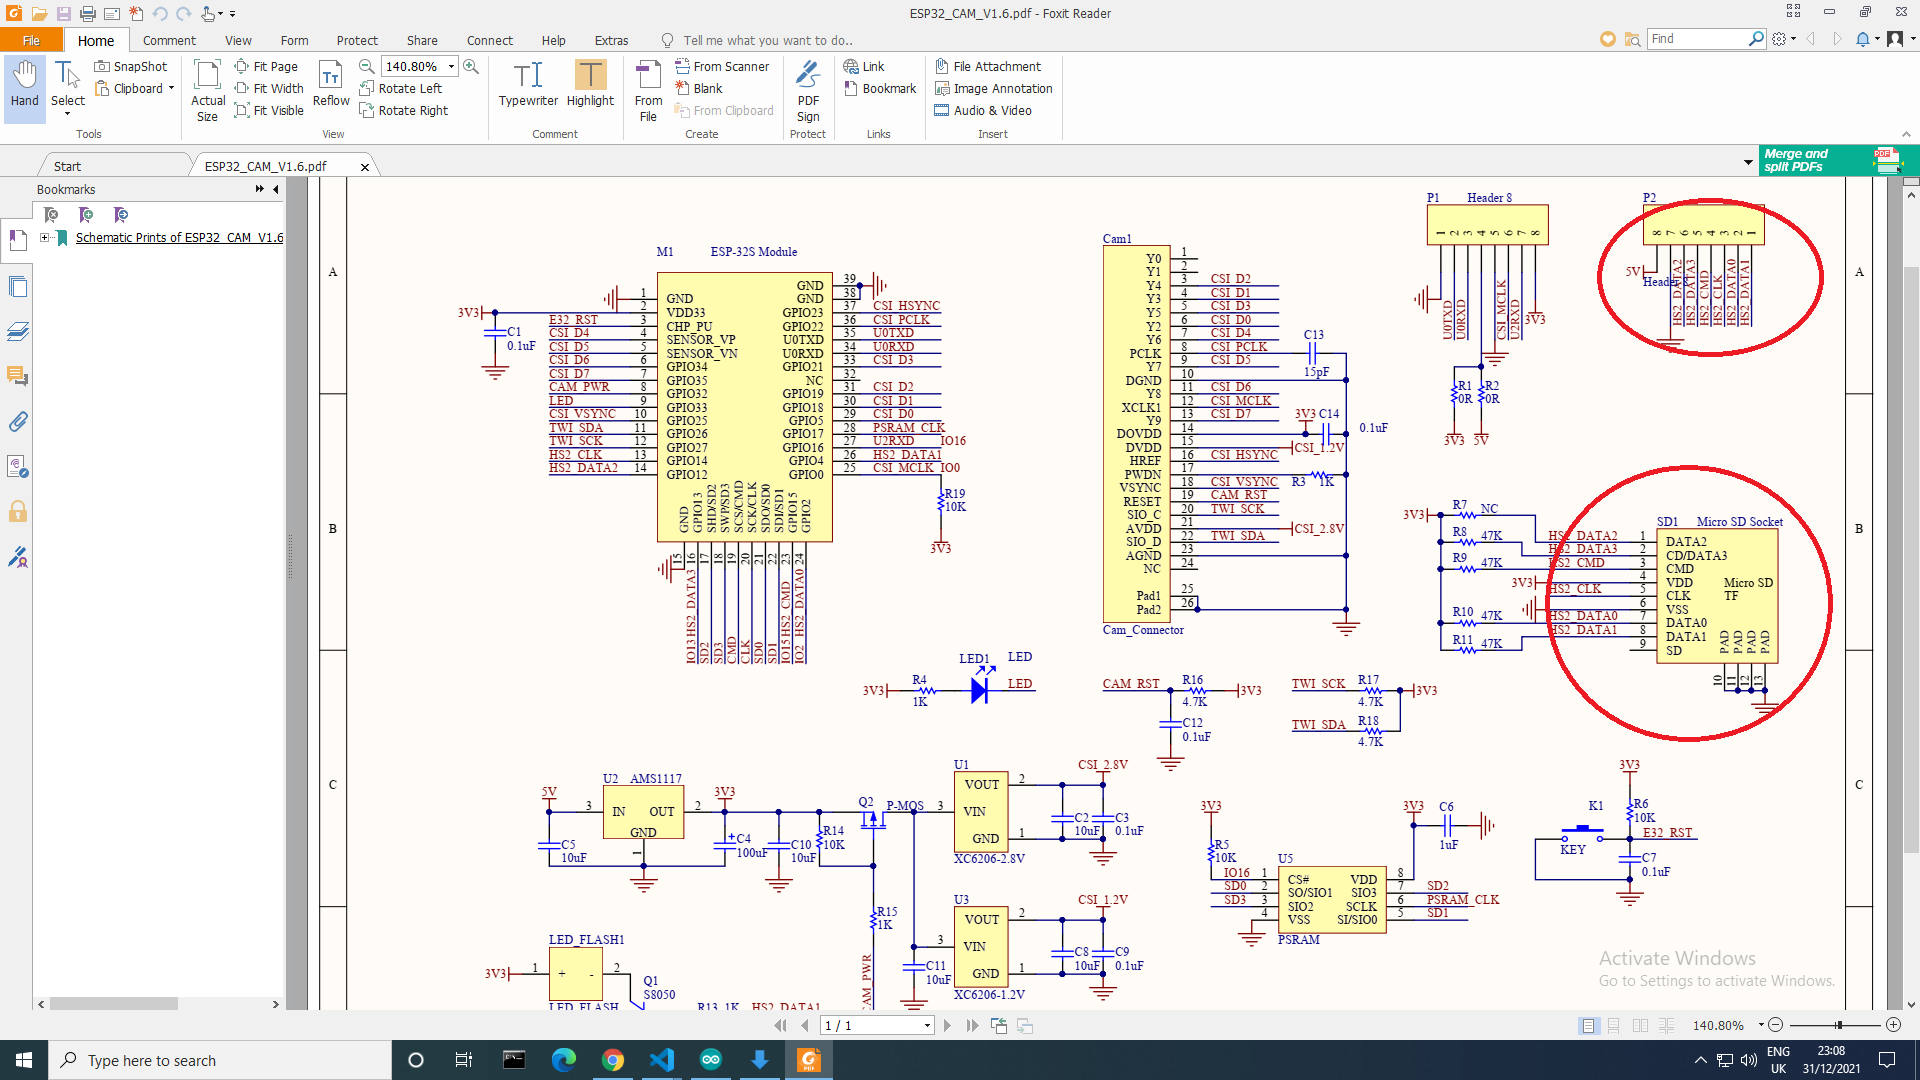 ESP32_CAM_V1.6.pdf - Foxit Reader
File Home Comment View Form Protect Share Connect Help Extras Tell me what you want to do.. Find
Hand Select SnapShot Clipboard
Actual Size Fit Page Fit Width Fit Visible Reflow 140.80% Rotate Left Rotate Right
Typewriter Highlight
From File From Scanner Blank From Clipboard
PDF Sign
Link Bookmark
File Attachment Image Annotation Audio & Video
Tools View Comment Create Protect Links Insert
Start ESP32_CAM_V1.6.pdf
Merge and split PDFs
PDF
Bookmarks
Schematic Prints of ESP32_CAM_V1.6
A
B
C
M1 ESP-32S Module
3V3
C1
0.1uF
E32_RST
CSI_D4
CSI_D5
CSI_D6
CSI_D7
CAM_PWR
LED
CSI_VSYNC
TWI_SDA
TWI_SCK
HS2_CLK
HS2_DATA2
1 GND
2 VDD33
3 CHP_PU
4 SENSOR_VP
5 SENSOR_VN
6 GPIO34
7 GPIO35
8 GPIO32
9 GPIO33
10 GPIO25
11 GPIO26
12 GPIO27
13 GPIO14
14 GPIO12
GND 39
GND 38
GPIO23 37 CSI_HSYNC
GPIO22 36 CSI_PCLK
U0TXD 35 U0TXD
U0RXD 34 U0RXD
GPIO21 33 CSI_D3
NC 32
GPIO19 31 CSI_D2
GPIO18 30 CSI_D1
GPIO5 29 CSI_D0
GPIO17 28 PSRAM_CLK
GPIO16 27 U2RXD IO16
GPIO4 26 HS2_DATA1
GPIO0 25 CSI_MCLK IO0
R19
10K
3V3
GND GPIO13 SHD/SD2 SWP/SD3 SCS/CMD SCK/CLK SDO/SD0 SDI/SD1 GPIO15 GPIO2
15 16 17 18 19 20 21 22 23 24
IO13 HS2_DATA3 SD2 SD3 CMD CLK SD0 SD1 IO15 HS2_CMD IO2 HS2_DATA0
Cam1
Y0 1
Y1 2
Y4 3 CSI_D2
Y3 4 CSI_D1
Y5 5 CSI_D3
Y2 6 CSI_D0
Y6 7 CSI_D4
PCLK 8 CSI_PCLK
Y7 9 CSI_D5
DGND 10
Y8 11 CSI_D6
XCLK1 12 CSI_MCLK
Y9 13 CSI_D7
DOVDD 14
DVDD 15 CSI_1.2V
HREF 16 CSI_HSYNC
PWDN 17 R3 1K
VSYNC 18 CSI_VSYNC
RESET 19 CAM_RST
SIO_C 20 TWI_SCK
AVDD 21 CSI_2.8V
SIO_D 22 TWI_SDA
AGND 23
NC 24
Pad1 25
Pad2 26
Cam_Connector
C13
15pF
3V3 C14
0.1uF
P1 Header 8
1 2 3 4 5 6 7 8
U0TXD U0RXD CSI_MCLK U2RXD 3V3
R1 R2
0R 0R
3V3 5V
P2
8 7 6 5 4 3 2 1
5V
HS2_DATA2 HS2_DATA3 HS2_CMD HS2_CLK HS2_DATA0 HS2_DATA1
3V3
R7 NC
R8 47K
R9 47K
R10 47K
R11 47K
SD1 Micro SD Socket
HS2_DATA2 1 DATA2
HS2_DATA3 2 CD/DATA3
HS2_CMD 3 CMD
3V3 4 VDD Micro SD
HS2_CLK 5 CLK TF
6 VSS
HS2_DATA0 7 DATA0
HS2_DATA1 8 DATA1
9 SD
PAD PAD PAD PAD
10 11 12 13
3V3 R4 1K LED1 LED LED
CAM_RST R16 4.7K 3V3
C12
0.1uF
TWI_SCK R17 4.7K 3V3
TWI_SDA R18 4.7K
U2 AMS1117
5V 3 IN OUT 2 3V3
GND
1
C5
10uF
C4
100uF
C10
10uF
R14
10K
Q2 P-MOS
R15
1K
CAM_PWR
U1
VOUT 2 CSI_2.8V
3 VIN
GND 1
XC6206-2.8V
C2 C3
10uF 0.1uF
U3
VOUT 2 CSI_1.2V
3 VIN
GND 1
XC6206-1.2V
C8 C9
10uF 0.1uF
C11
10uF
3V3
R5
10K
3V3 C6
1uF
U5
IO16 1 CS# VDD 8
SD0 2 SO/SIO1 SIO3 7 SD2
SD3 3 SIO2 SCLK 6 PSRAM_CLK
4 VSS SI/SIO0 5 SD1
PSRAM
3V3
K1
KEY
R6
10K
E32_RST
C7
0.1uF
LED_FLASH1
3V3 1 + - 2
LED_FLASH
Q1
S8050
R13 1K HS2_DATA1
Activate Windows
Go to Settings to activate Windows.
1 / 1 140.80%
Type here to search
ENG
UK
23:08
31/12/2021